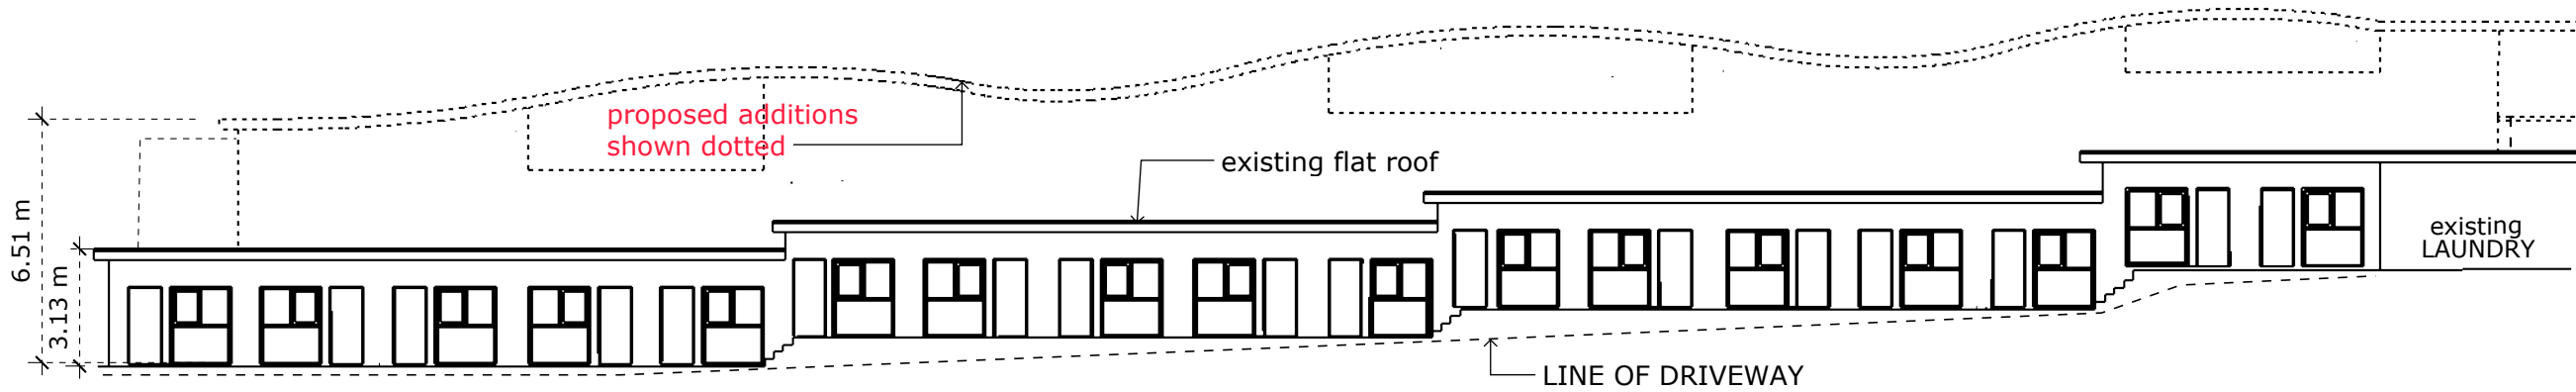 proposed additions
shown dotted
existing flat roof
6.51 m
3.13 m
existing
LAUNDRY
LINE OF DRIVEWAY